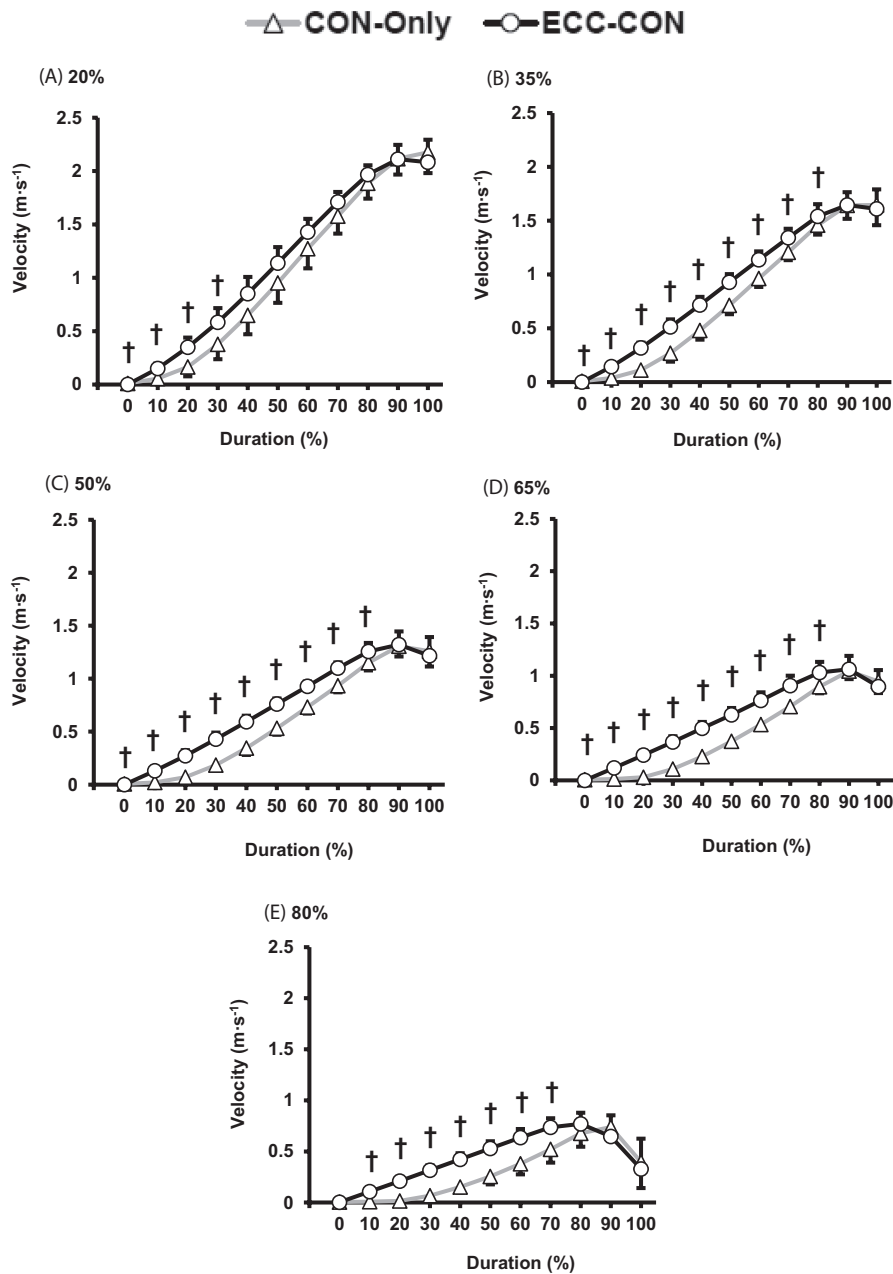 CON-Only ECC-CON
(A) 20%
2.5
2
1.5
1
0.5
0
Velocity (m·s-1)
† † † †
0 10 20 30 40 50 60 70 80 90 100
Duration (%)
(B) 35%
2.5
2
1.5
1
0.5
0
Velocity (m·s-1)
† † † † † † † † †
0 10 20 30 40 50 60 70 80 90 100
Duration (%)
(C) 50%
2.5
2
1.5
1
0.5
0
Velocity (m·s-1)
† † † † † † † † †
0 10 20 30 40 50 60 70 80 90 100
Duration (%)
(D) 65%
2.5
2
1.5
1
0.5
0
Velocity (m·s-1)
† † † † † † † † †
0 10 20 30 40 50 60 70 80 90 100
Duration (%)
(E) 80%
2.5
2
1.5
1
0.5
0
Velocity (m·s-1)
† † † † † † †
0 10 20 30 40 50 60 70 80 90 100
Duration (%)